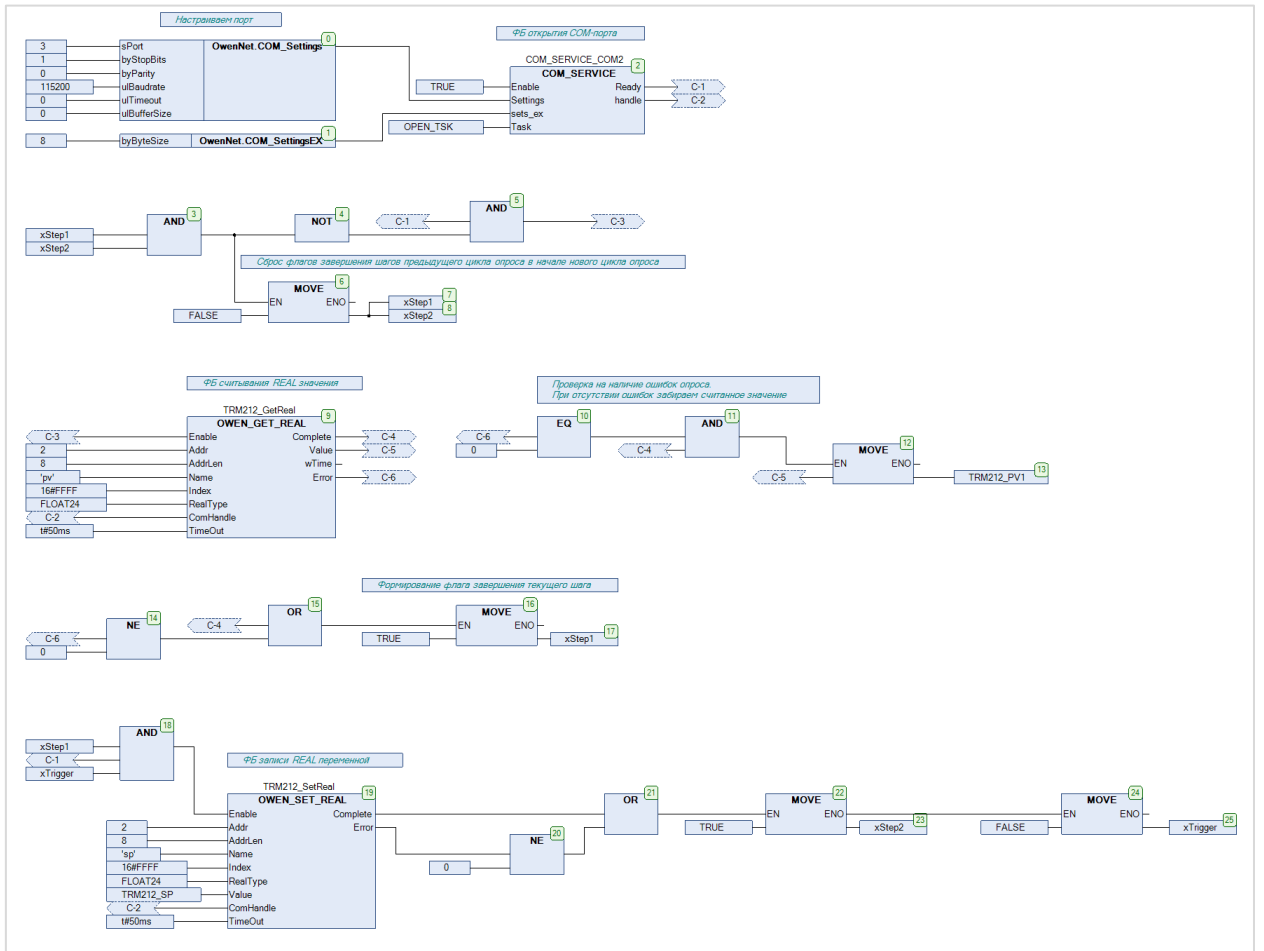 Настраиваем порт
3 sPort OwenNet.COM_Settings 0
1 byStopBits
0 byParity
115200 ulBaudrate
0 ulTimeout
0 ulBufferSize
8 byByteSize OwenNet.COM_SettingsEX 1
ФБ открытия COM-порта
COM_SERVICE_COM2
COM_SERVICE 2
TRUE Enable Ready C-1
Settings handle C-2
sets_ex
OPEN_TSK Task
AND 3
xStep1
xStep2
NOT 4
C-1 AND 5 C-3
Сброс флагов завершения шагов предыдущего цикла опроса в начале нового цикла опроса
MOVE 6
EN ENO xStep1 7
FALSE xStep2 8
ФБ считывания REAL значения
TRM212_GetReal
OWEN_GET_REAL 9
C-3 Enable Complete C-4
2 Addr Value C-5
8 AddrLen wTime
'pv' Name Error C-6
16#FFFF Index
FLOAT24 RealType
C-2 ComHandle
t#50ms TimeOut
Проверка на наличие ошибок опроса.
При отсутствии ошибок забираем считанное значение
EQ 10
C-6
0
AND 11
C-4
MOVE 12
EN ENO
C-5 TRM212_PV1 13
Формирование флага завершения текущего шага
NE 14
C-6
0
OR 15
C-4
MOVE 16
EN ENO
TRUE xStep1 17
AND 18
xStep1
C-1
xTrigger
ФБ записи REAL переменной
TRM212_SetReal
OWEN_SET_REAL 19
Enable Complete
2 Addr Error
8 AddrLen
'sp' Name
16#FFFF Index
FLOAT24 RealType
TRM212_SP Value
C-2 ComHandle
t#50ms TimeOut
NE 20
0
OR 21
MOVE 22
EN ENO
TRUE xStep2 23
MOVE 24
EN ENO
FALSE xTrigger 25